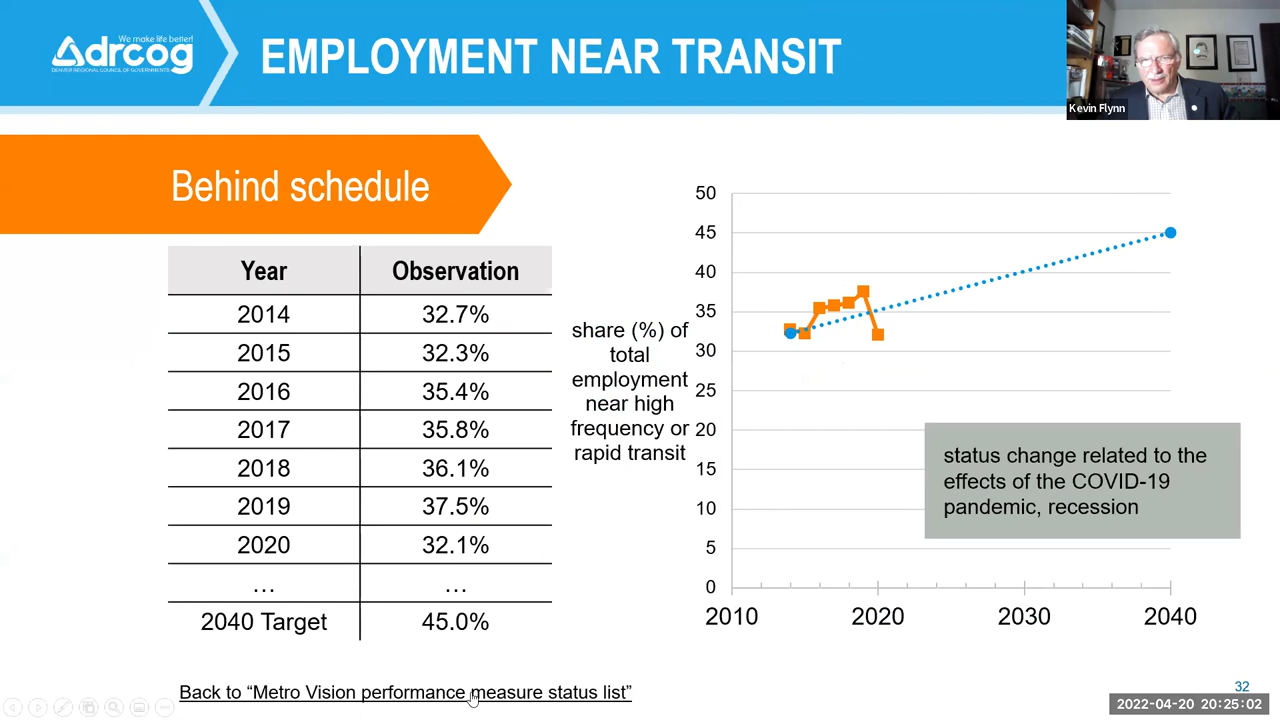 We make life better!
drcog
DENVER REGIONAL COUNCIL OF GOVERNMENTS
EMPLOYMENT NEAR TRANSIT
Kevin Flynn
Behind schedule
Year Observation
2014 32.7%
2015 32.3%
2016 35.4%
2017 35.8%
2018 36.1%
2019 37.5%
2020 32.1%
… …
2040 Target 45.0%
share (%) of
total
employment
near high
frequency or
rapid transit
50
45
40
35
30
25
20
15
10
5
0
2010 2020 2030 2040
status change related to the
effects of the COVID-19
pandemic, recession
Back to “Metro Vision performance measure status list”
32
2022-04-20 20:25:02